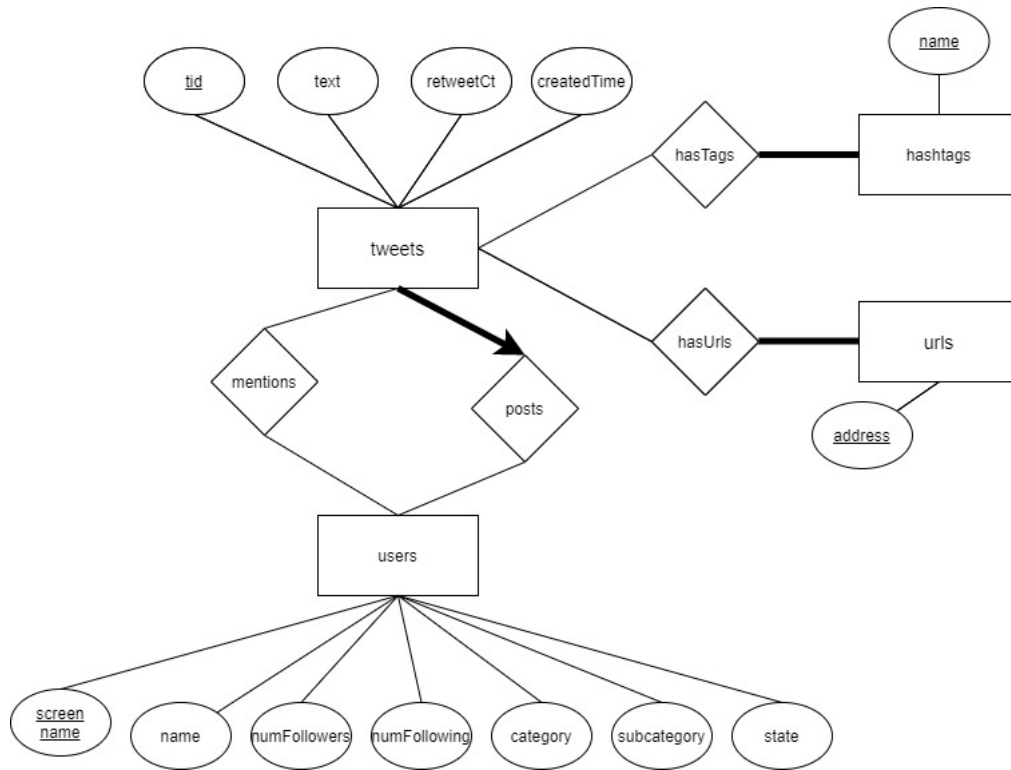 name
tid
text
retweetCt
createdTime
hasTags
hashtags
tweets
hasUrls
urls
mentions
posts
address
users
screen
name
name
numFollowers
numFollowing
category
subcategory
state